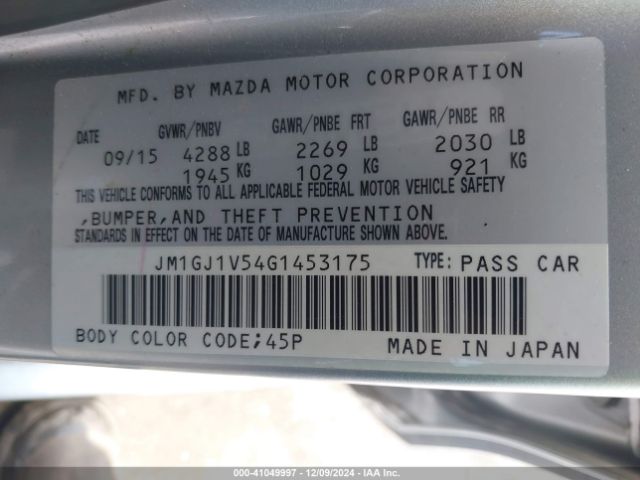 MFD. BY MAZDA MOTOR CORPORATION
DATE GVWR/PNBV GAWR/PNBE FRT GAWR/PNBE RR
09/15 4288 LB 2269 LB 2030 LB
1945 KG 1029 KG 921 KG
THIS VEHICLE CONFORMS TO ALL APPLICABLE FEDERAL MOTOR VEHICLE SAFETY
,BUMPER,AND THEFT PREVENTION
STANDARDS IN EFFECT ON THE DATE OF MANUFACTURE SHOWN ABOVE.
JM1GJ1V54G1453175 TYPE: PASS CAR
BODY COLOR CODE;45P MADE IN JAPAN
000-41049997 - 12/09/2024 - IAA Inc.